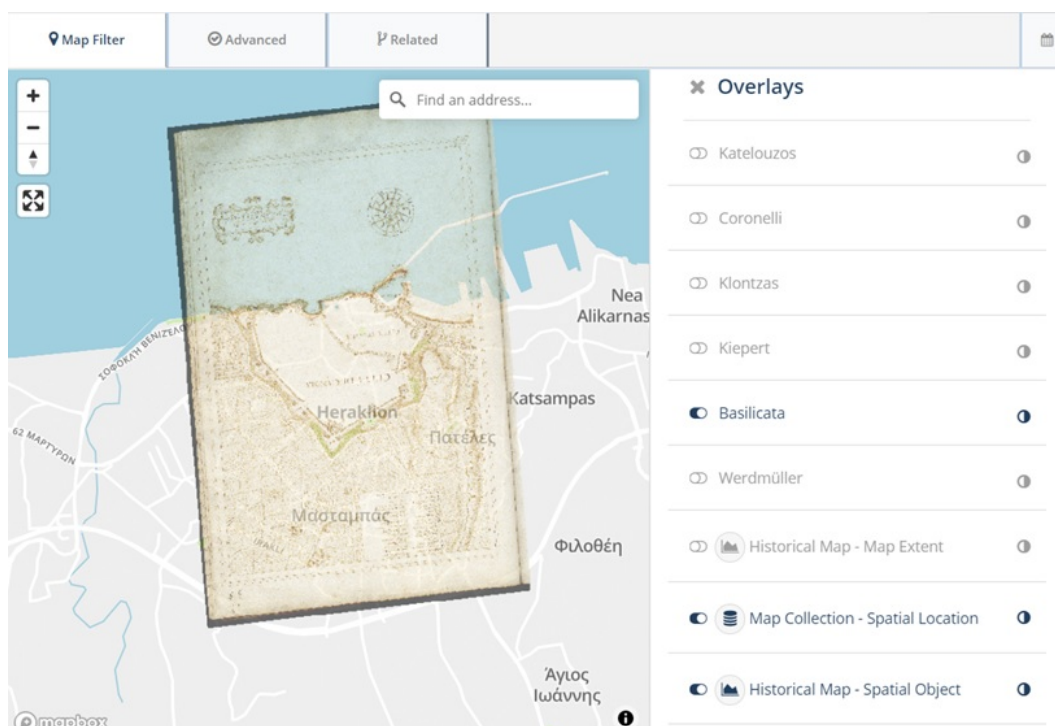 Map Filter
Advanced
Related
Find an address...
Overlays
Katelouzos
Coronelli
Klontzas
Kiepert
Basilicata
Werdmüller
Historical Map - Map Extent
Map Collection - Spatial Location
Historical Map - Spatial Object
Nea
Alikarnas
ΣΟΦΟΚΛΗ ΒΕΝΙΖΕΛΟ
Katsampas
Heraklion
Πατέλες
62 ΜΑΡΤΥΡΩΝ
Μασταμπάς
Φιλοθέη
Άγιος
Ιωάννης
mapbox